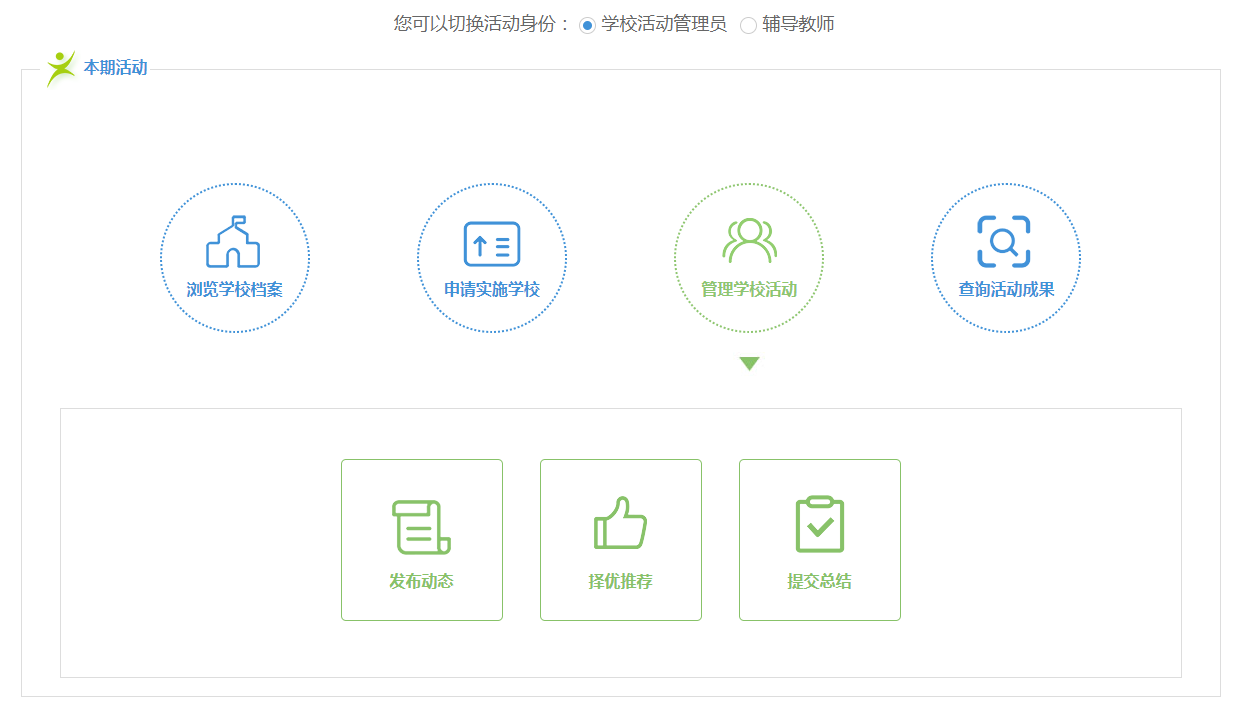 您可以切换活动身份： 学校活动管理员 辅导教师
本期活动
浏览学校档案 申请实施学校 管理学校活动 查询活动成果
发布动态 择优推荐 提交总结